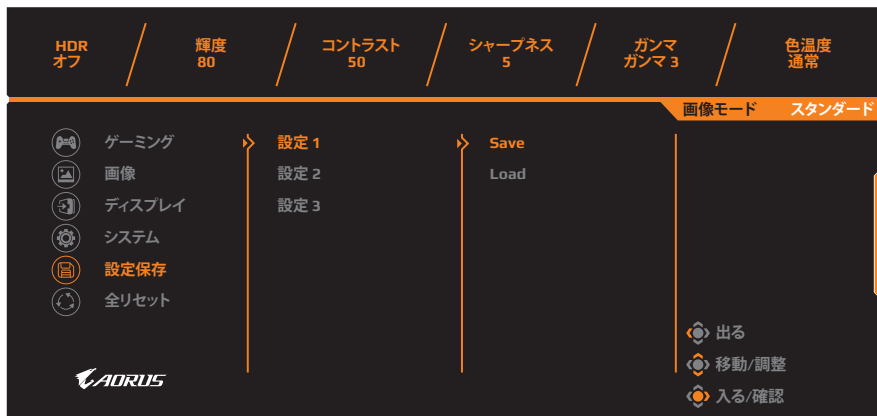 HDR
オフ
輝度
80
コントラスト
50
シャープネス
5
ガンマ
ガンマ 3
色温度
通常
画像モード スタンダード
ゲーミング
画像
ディスプレイ
システム
設定保存
全リセット
設定 1
設定 2
設定 3
Save
Load
出る
移動/調整
入る/確認
AORUS